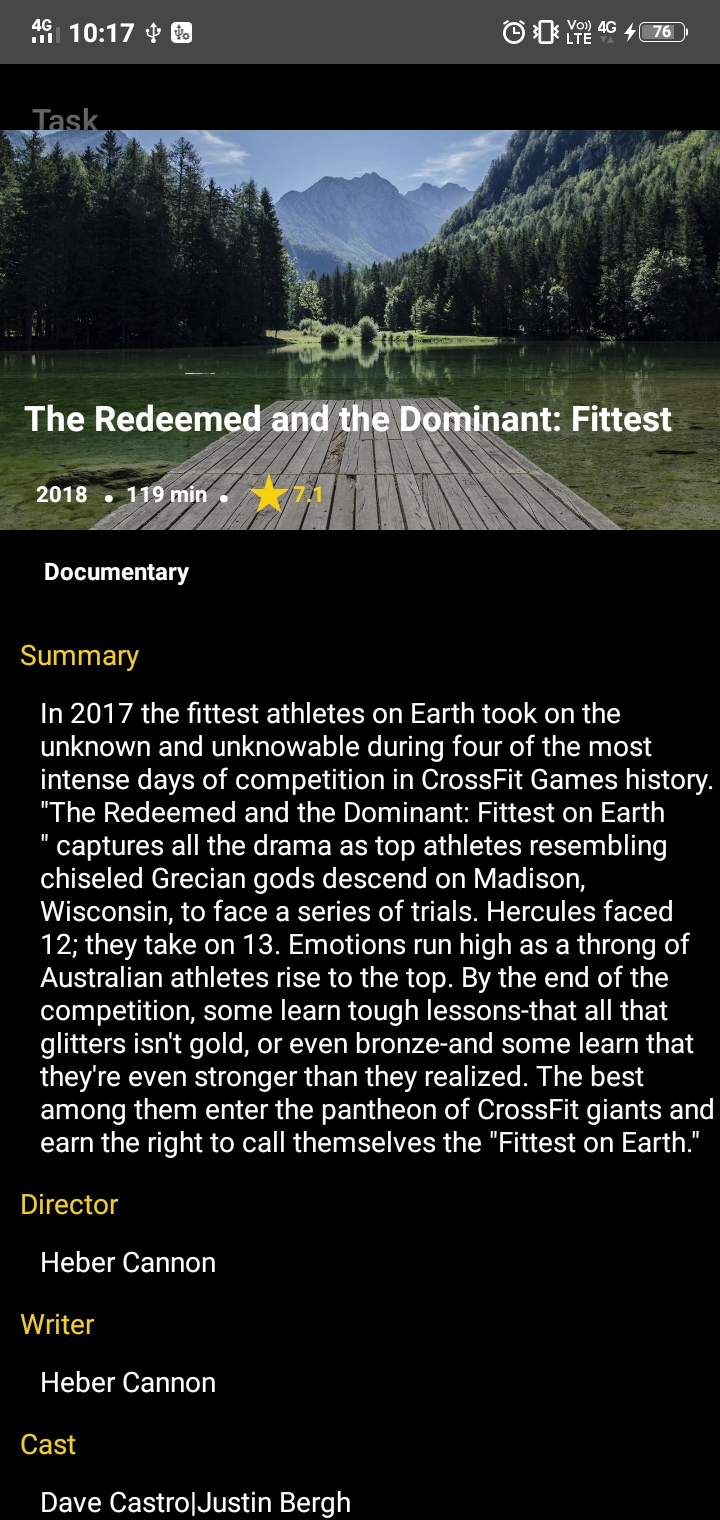 4G 10:17 Vo)) LTE 4G 76
Task
The Redeemed and the Dominant: Fittest
2018 • 119 min • 7.1
Documentary
Summary
In 2017 the fittest athletes on Earth took on the
unknown and unknowable during four of the most
intense days of competition in CrossFit Games history.
"The Redeemed and the Dominant: Fittest on Earth
" captures all the drama as top athletes resembling
chiseled Grecian gods descend on Madison,
Wisconsin, to face a series of trials. Hercules faced
12; they take on 13. Emotions run high as a throng of
Australian athletes rise to the top. By the end of the
competition, some learn tough lessons-that all that
glitters isn't gold, or even bronze-and some learn that
they're even stronger than they realized. The best
among them enter the pantheon of CrossFit giants and
earn the right to call themselves the "Fittest on Earth."
Director
Heber Cannon
Writer
Heber Cannon
Cast
Dave Castro|Justin Bergh